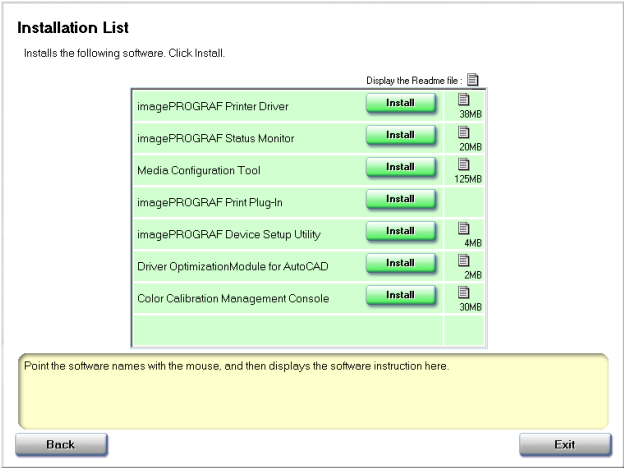 Installation List
Installs the following software. Click Install.
Display the Readme file :
imagePROGRAF Printer Driver Install 38MB
imagePROGRAF Status Monitor Install 20MB
Media Configuration Tool Install 125MB
imagePROGRAF Print Plug-In Install
imagePROGRAF Device Setup Utility Install 4MB
Driver OptimizationModule for AutoCAD Install 2MB
Color Calibration Management Console Install 30MB
Point the software names with the mouse, and then displays the software instruction here.
Back Exit